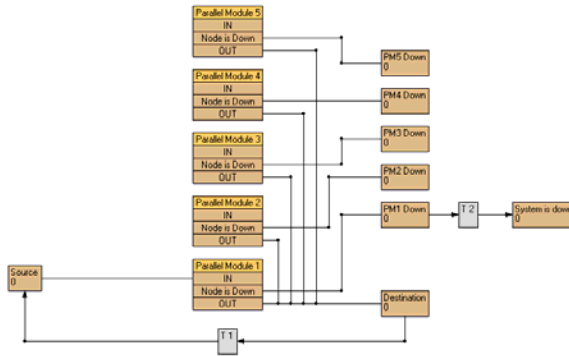 Parallel Module 5
IN
Node is Down
OUT
PM5 Down
0
Parallel Module 4
IN
Node is Down
OUT
PM4 Down
0
Parallel Module 3
IN
Node is Down
OUT
PM3 Down
0
Parallel Module 2
IN
Node is Down
OUT
PM2 Down
0
PM1 Down
0
T 2
System is down
0
Parallel Module 1
IN
Node is Down
OUT
Source
0
Destination
0
T 1